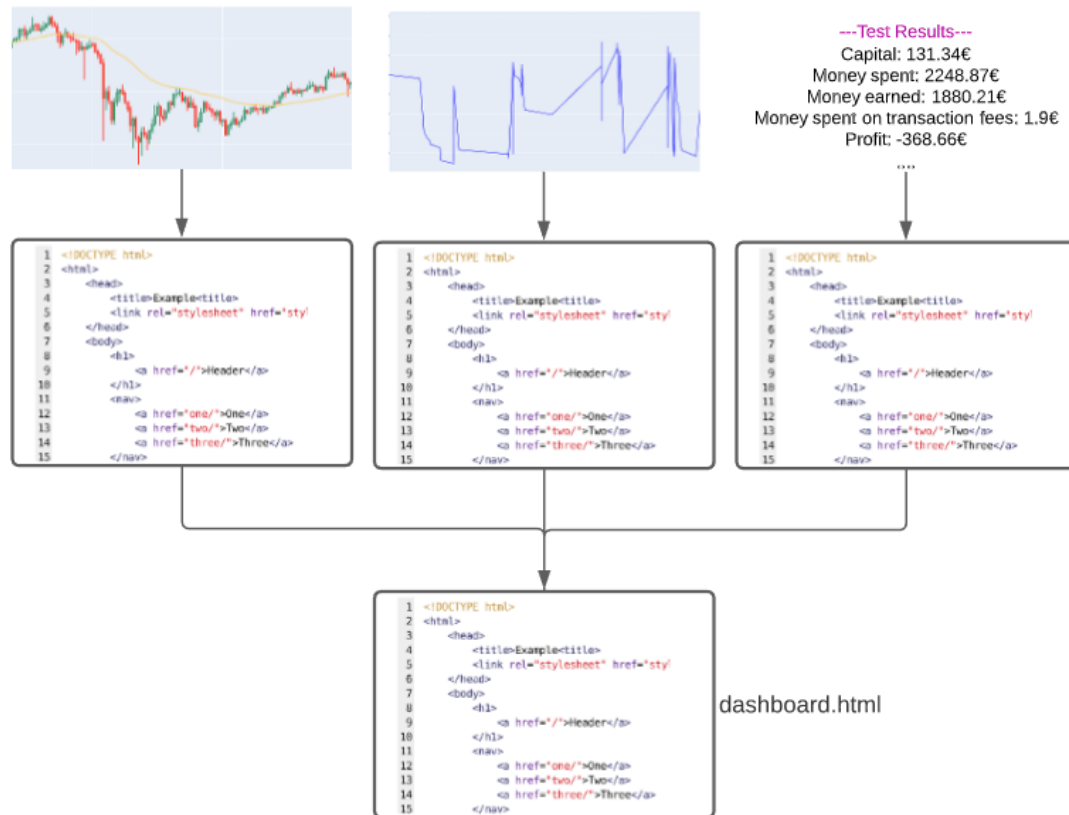 ---Test Results---
Capital: 131.34€
Money spent: 2248.87€
Money earned: 1880.21€
Money spent on transaction fees: 1.9€
Profit: -368.66€
....
1 <!DOCTYPE html>
2 <html>
3 <head>
4 <title>Example<title>
5 <link rel="stylesheet" href="styl
6 </head>
7 <body>
8 <h1>
9 <a href="/">Header</a>
10 </h1>
11 <nav>
12 <a href="one/">One</a>
13 <a href="two/">Two</a>
14 <a href="three/">Three</a>
15 </nav>
1 <!DOCTYPE html>
2 <html>
3 <head>
4 <title>Example<title>
5 <link rel="stylesheet" href="styl
6 </head>
7 <body>
8 <h1>
9 <a href="/">Header</a>
10 </h1>
11 <nav>
12 <a href="one/">One</a>
13 <a href="two/">Two</a>
14 <a href="three/">Three</a>
15 </nav>
1 <!DOCTYPE html>
2 <html>
3 <head>
4 <title>Example<title>
5 <link rel="stylesheet" href="styl
6 </head>
7 <body>
8 <h1>
9 <a href="/">Header</a>
10 </h1>
11 <nav>
12 <a href="one/">One</a>
13 <a href="two/">Two</a>
14 <a href="three/">Three</a>
15 </nav>
1 <!DOCTYPE html>
2 <html>
3 <head>
4 <title>Example<title>
5 <link rel="stylesheet" href="styl
6 </head>
7 <body>
8 <h1>
9 <a href="/">Header</a>
10 </h1>
11 <nav>
12 <a href="one/">One</a>
13 <a href="two/">Two</a>
14 <a href="three/">Three</a>
15 </nav>
dashboard.html